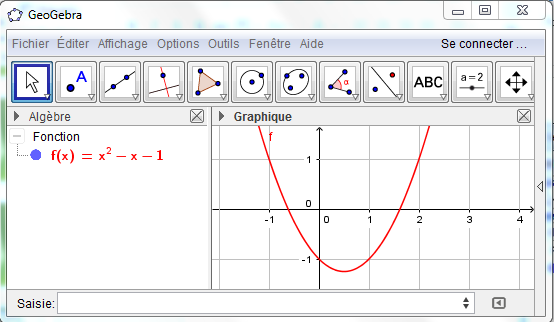 GeoGebra
Fichier Éditer Affichage Options Outils Fenêtre Aide Se connecter ...
A α ABC a = 2
Algèbre
Graphique
Fonction
f(x) = x² − x − 1
f
1
0
-1 0 1 2 3 4
-1
Saisie: